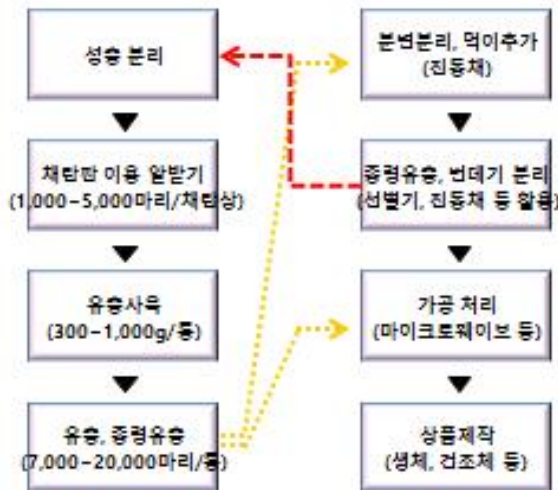 성충 분리
채란판 이용 알받기
(1,000~5,000마리/채란상)
유충사육
(300~1,000g/통)
유충, 종령유충
(7,000~20,000마리/통)
분변분리, 먹이추가
(진동채)
종령유충, 번데기 분리
(선별기, 진동채 등 활용)
가공 처리
(마이크로웨이브 등)
상품제작
(생체, 건조체 등)